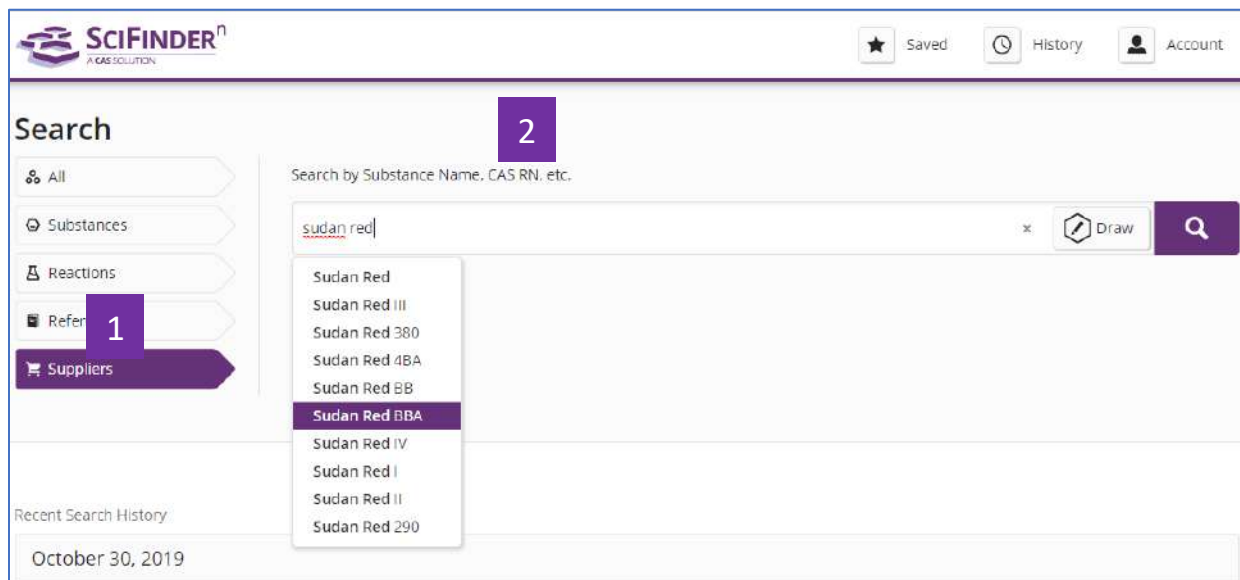 SCIFINDERⁿ
A CAS SOLUTION
Saved
History
Account
Search
2
All
Search by Substance Name, CAS RN, etc.
Substances
sudan red
Draw
Reactions
Sudan Red
Sudan Red III
Refer
1
Sudan Red 380
Suppliers
Sudan Red 4BA
Sudan Red BB
Sudan Red BBA
Sudan Red IV
Sudan Red I
Sudan Red II
Sudan Red 290
Recent Search History
October 30, 2019